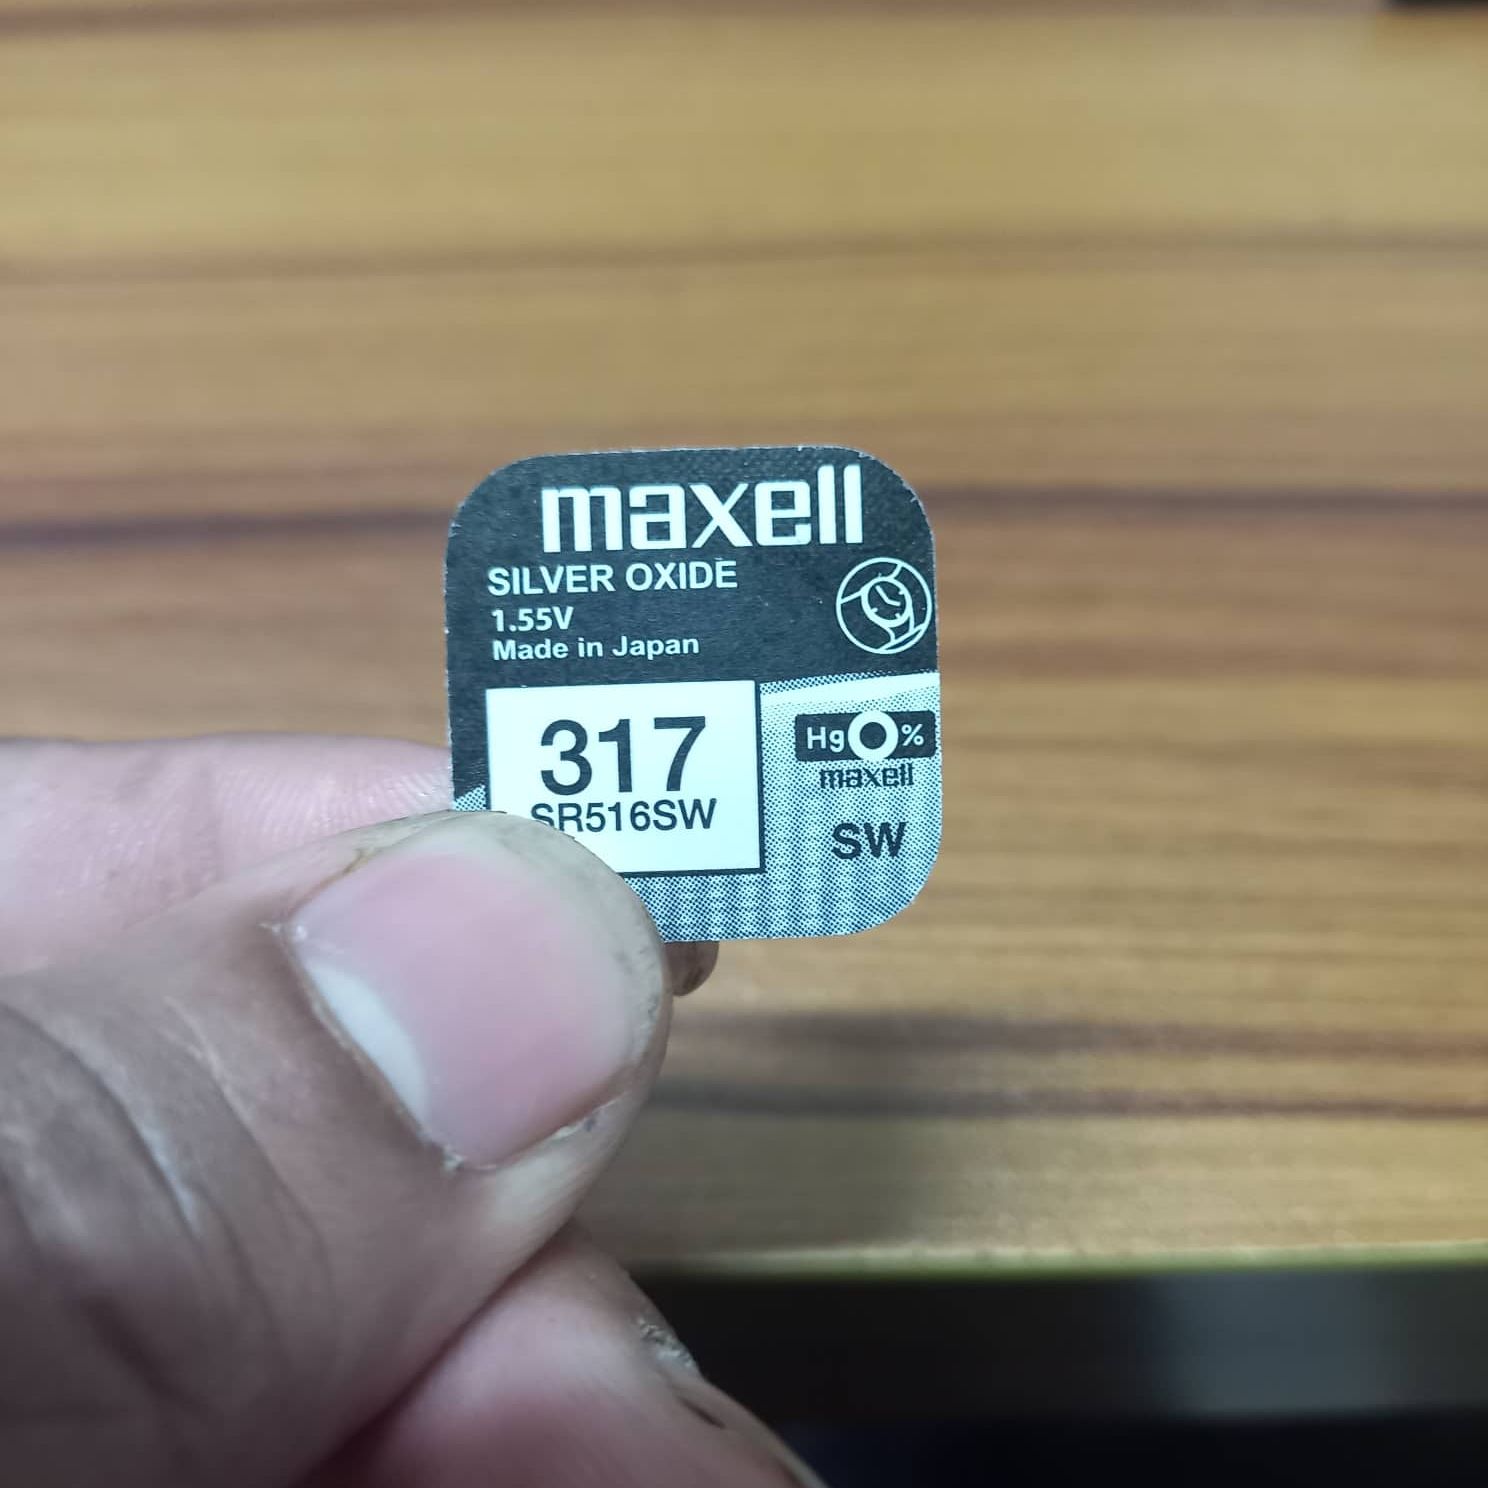 maxell
SILVER OXIDE
1.55V
Made in Japan
317
SR516SW
Hg0%
maxell
SW